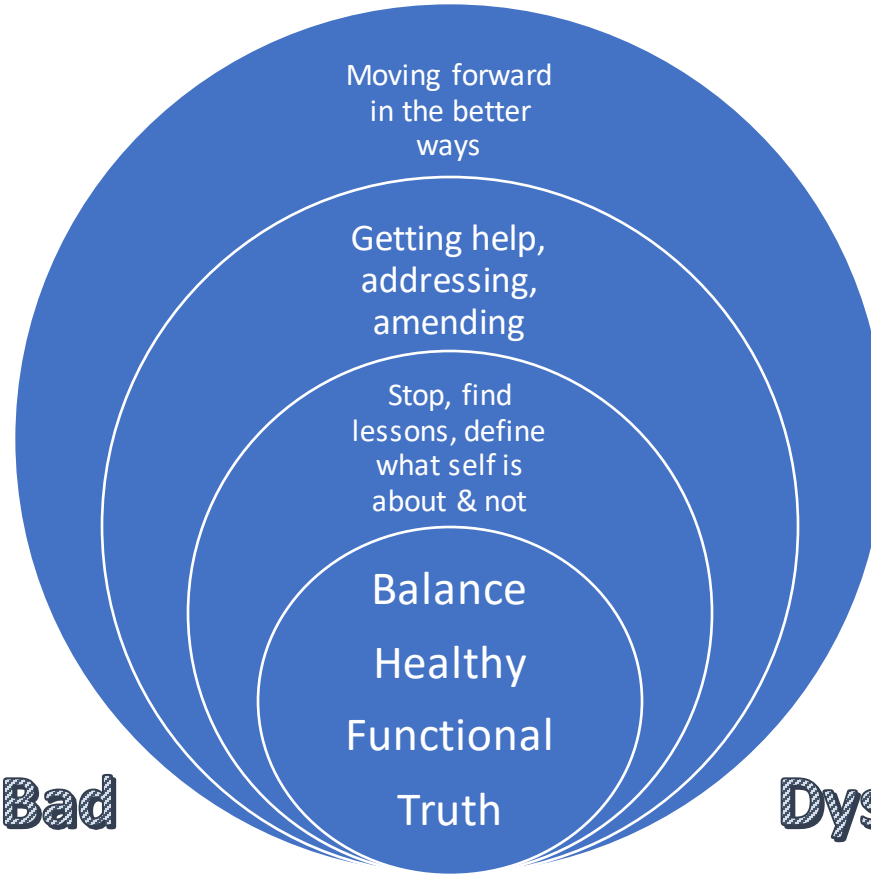 Moving forward
in the better
ways
Getting help,
addressing,
amending
Stop, find
lessons, define
what self is
about & not
Balance
Healthy
Functional
Truth
Bad
Dys